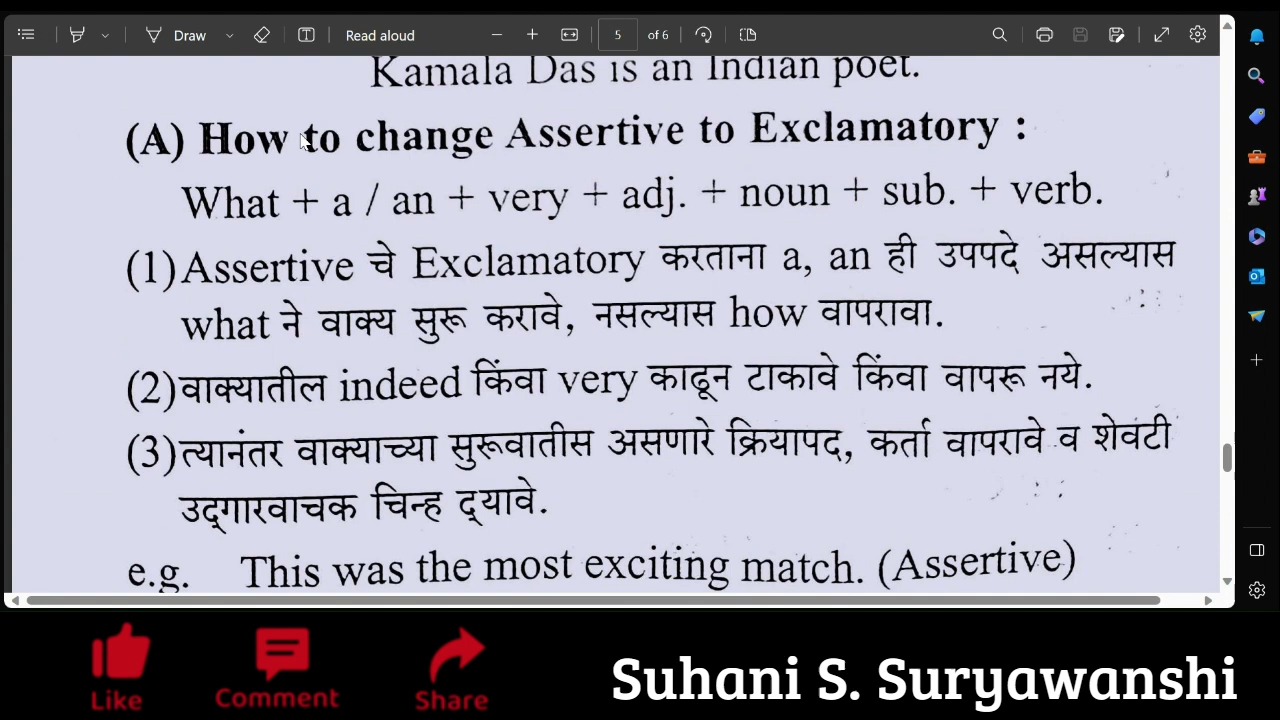 Draw
Read aloud
5 of 6
Kamala Das is an Indian poet.
(A) How to change Assertive to Exclamatory :
What + a / an + very + adj. + noun + sub. + verb.
(1) Assertive चे Exclamatory करताना a, an ही उपपदे असल्यास
what ने वाक्य सुरू करावे, नसल्यास how वापरावा.
(2) वाक्यातील indeed किंवा very काढून टाकावे किंवा वापरू नये.
(3) त्यानंतर वाक्याच्या सुरूवातीस असणारे क्रियापद, कर्ता वापरावे व शेवटी
उद्गारवाचक चिन्ह द्यावे.
e.g. This was the most exciting match. (Assertive)
Like
Comment
Share
Suhani S. Suryawanshi